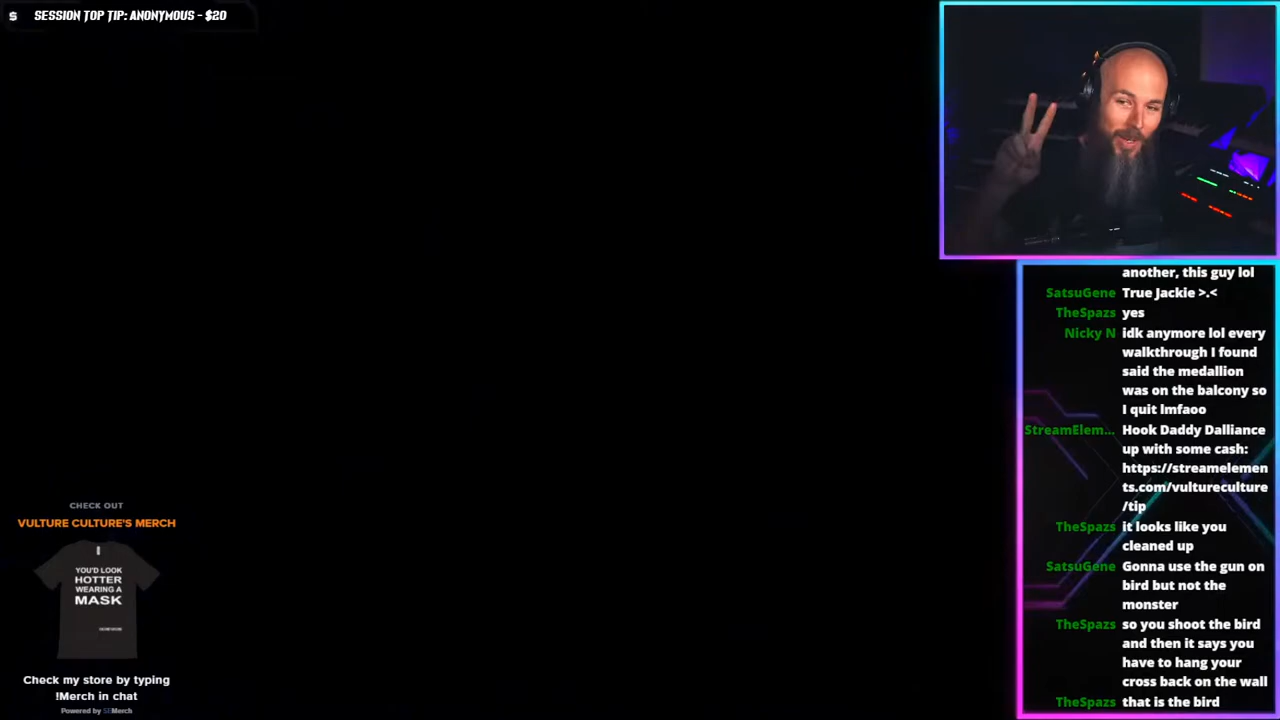 $ SESSION TOP TIP: ANONYMOUS - $20
another, this guy lol
SatsuGene True Jackie >.<
TheSpazs yes
Nicky N idk anymore lol every
walkthrough I found
said the medallion
was on the balcony so
I quit lmfaoo
StreamElem... Hook Daddy Dalliance
up with some cash:
https://streamelemen
ts.com/vultureculture
/tip
TheSpazs it looks like you
cleaned up
SatsuGene Gonna use the gun on
bird but not the
monster
TheSpazs so you shoot the bird
and then it says you
have to hang your
cross back on the wall
TheSpazs that is the bird
CHECK OUT
VULTURE CULTURE'S MERCH
YOU'D LOOK
HOTTER
WEARING A
MASK
Check my store by typing
!Merch in chat
Powered by SEMerch